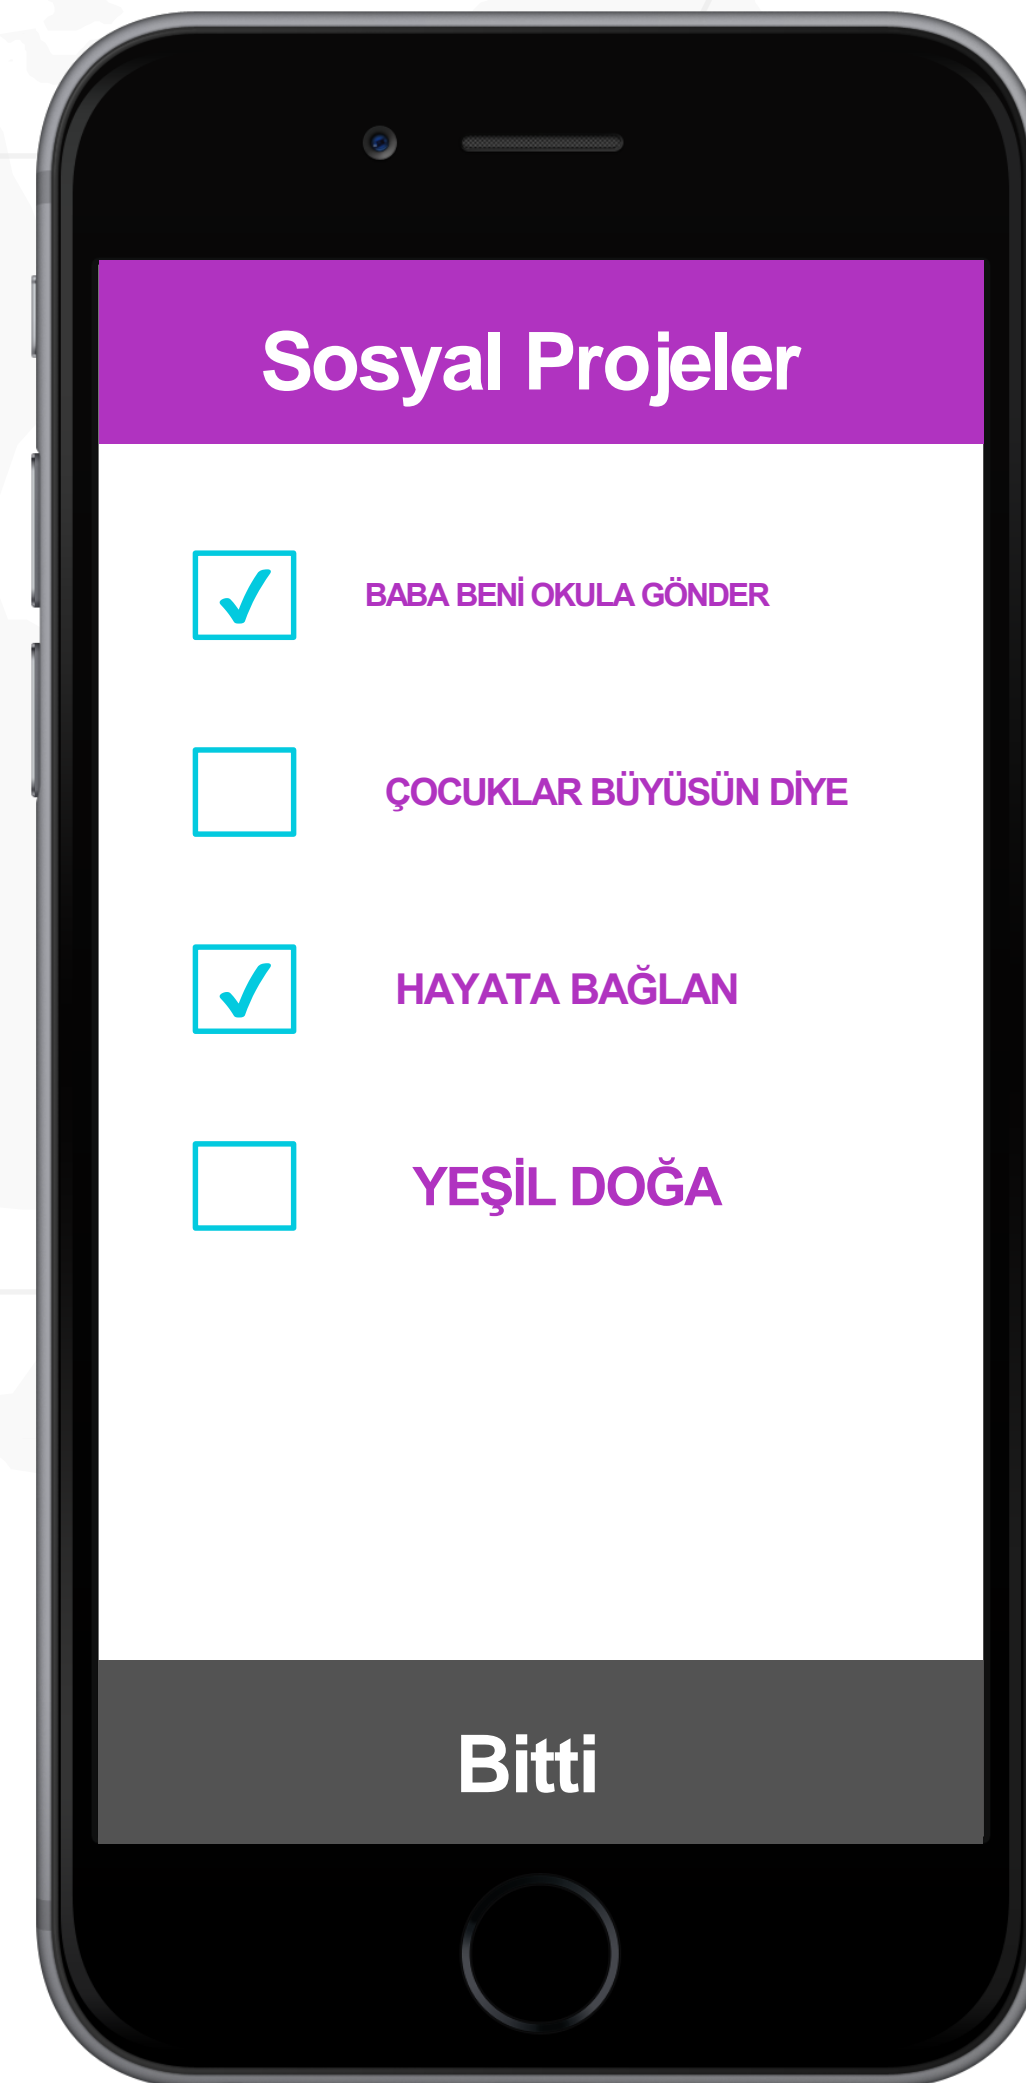 Sosyal Projeler
BABA BENİ OKULA GÖNDER
ÇOCUKLAR BÜYÜSÜN DİYE
HAYATA BAĞLAN
YEŞİL DOĞA
Bitti